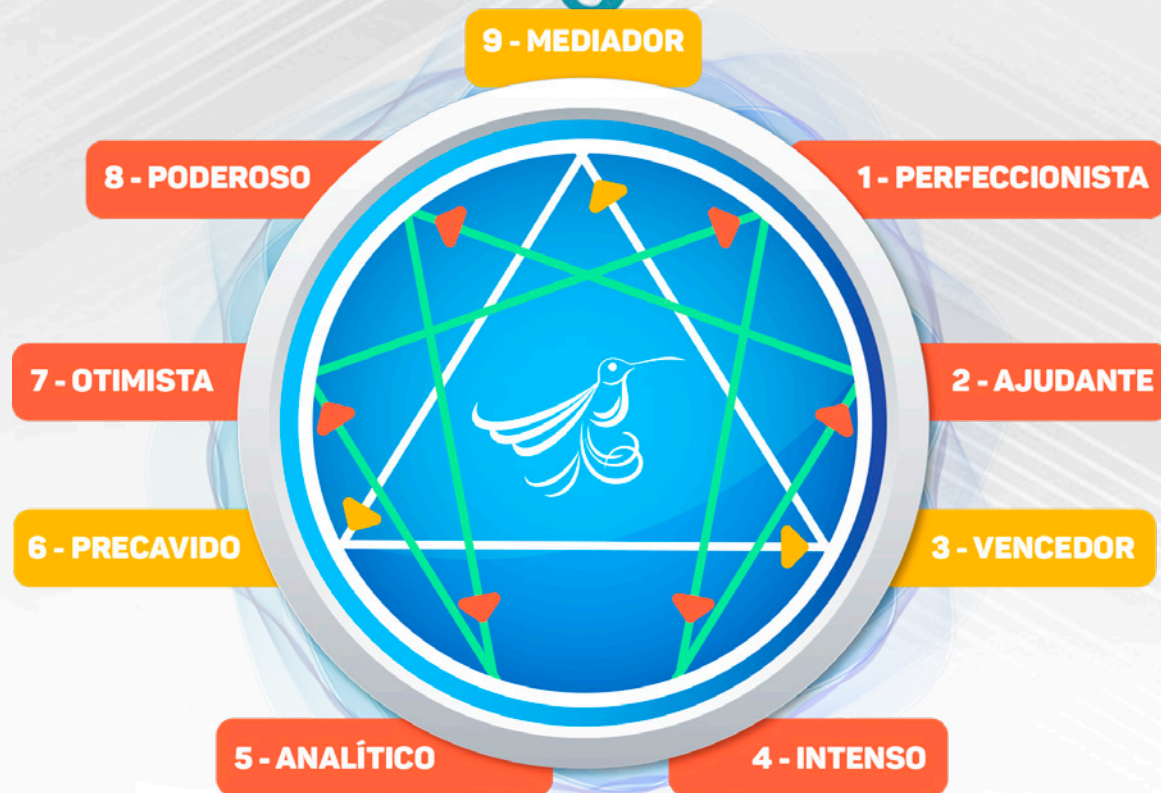 9 - MEDIADOR
8 - PODEROSO
1 - PERFECCIONISTA
7 - OTIMISTA
2 - AJUDANTE
6 - PRECAVIDO
3 - VENCEDOR
5 - ANALÍTICO
4 - INTENSO